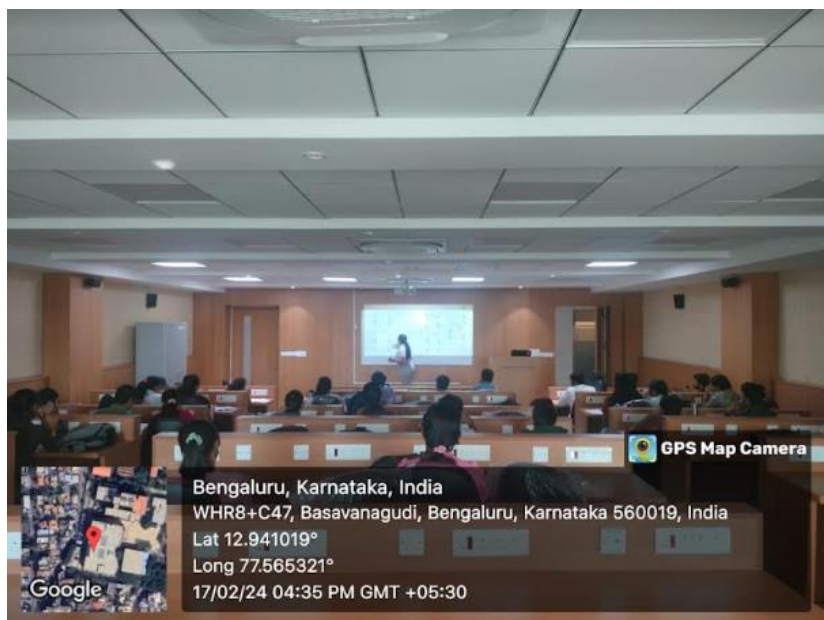 GPS Map Camera
Bengaluru, Karnataka, India
WHR8+C47, Basavanagudi, Bengaluru, Karnataka 560019, India
Lat 12.941019°
Long 77.565321°
17/02/24 04:35 PM GMT +05:30
Google